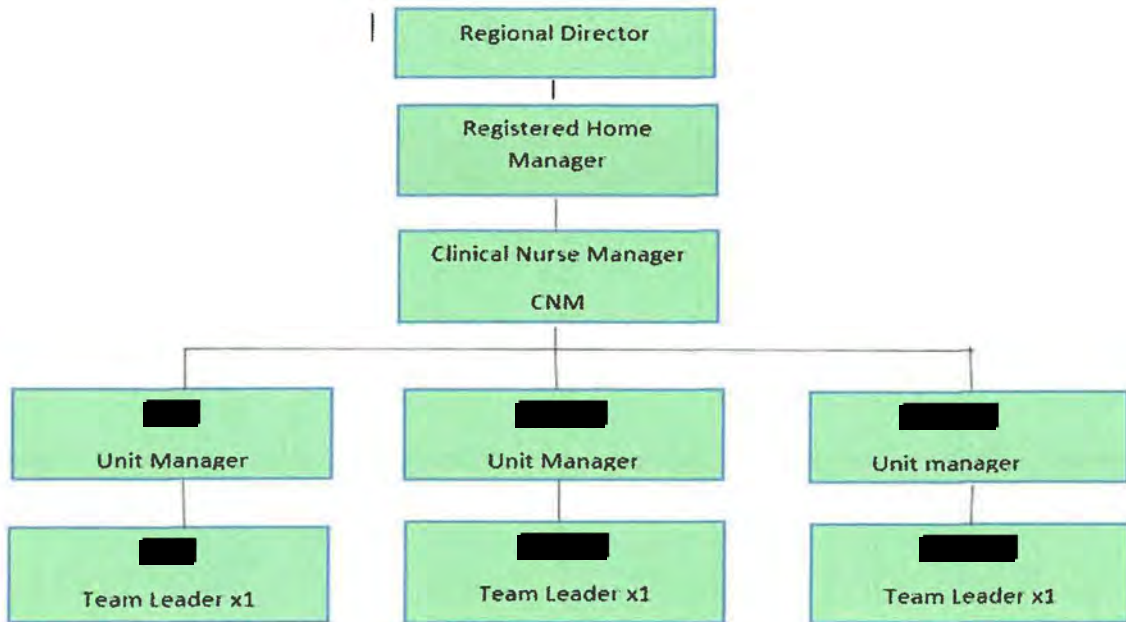 Regional Director
Registered Home
Manager
Clinical Nurse Manager
CNM
Unit Manager
Unit Manager
Unit manager
Team Leader x1
Team Leader x1
Team Leader x1